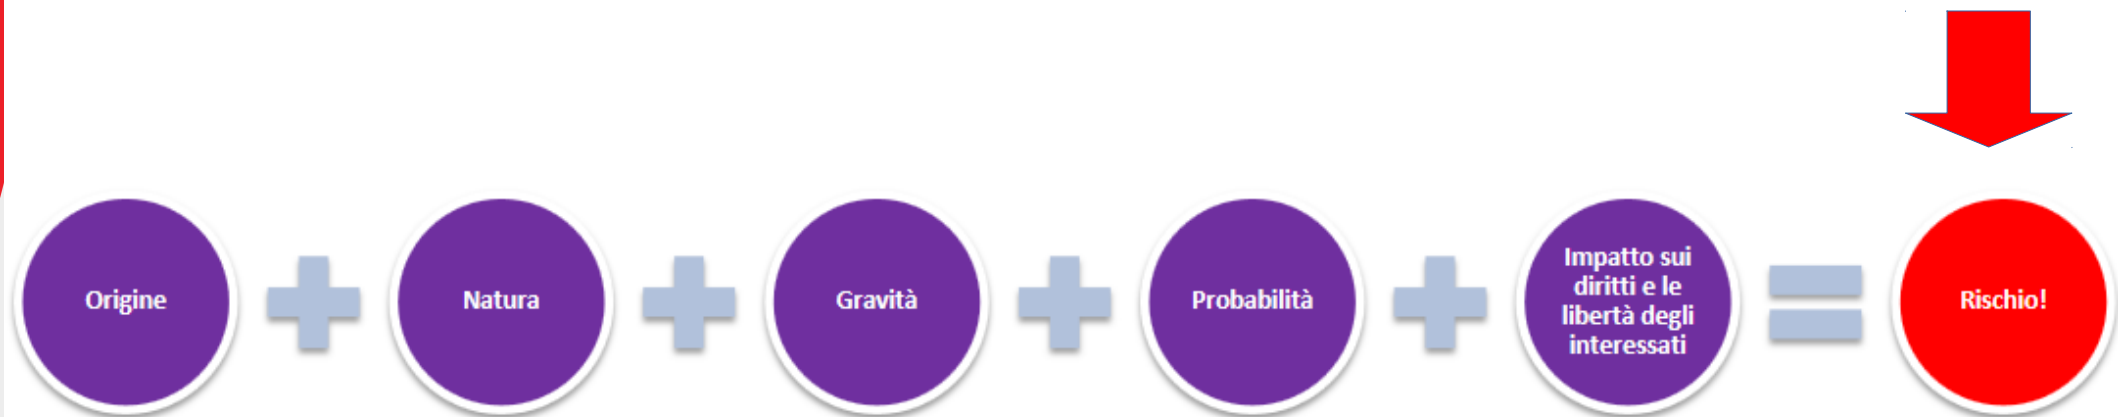 Origine
Natura
Gravità
Probabilità
Impatto sui
diritti e le
libertà degli
interessati
Rischio!